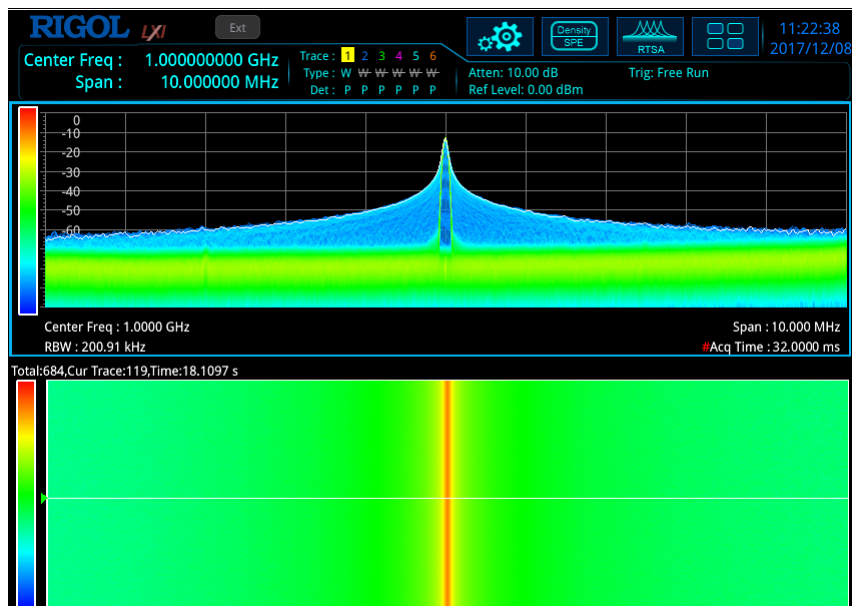 RIGOL LXI Ext
Density
SPE
RTSA
11:22:38
2017/12/08
Center Freq : 1.000000000 GHz
Span : 10.000000 MHz
Trace : 1 2 3 4 5 6
Type : W W W W W W
Det : P P P P P P
Atten: 10.00 dB
Trig: Free Run
Ref Level: 0.00 dBm
0
-10
-20
-30
-40
-50
-60
Center Freq : 1.0000 GHz
Span : 10.000 MHz
RBW : 200.91 kHz
#Acq Time : 32.0000 ms
Total:684,Cur Trace:119,Time:18.1097 s